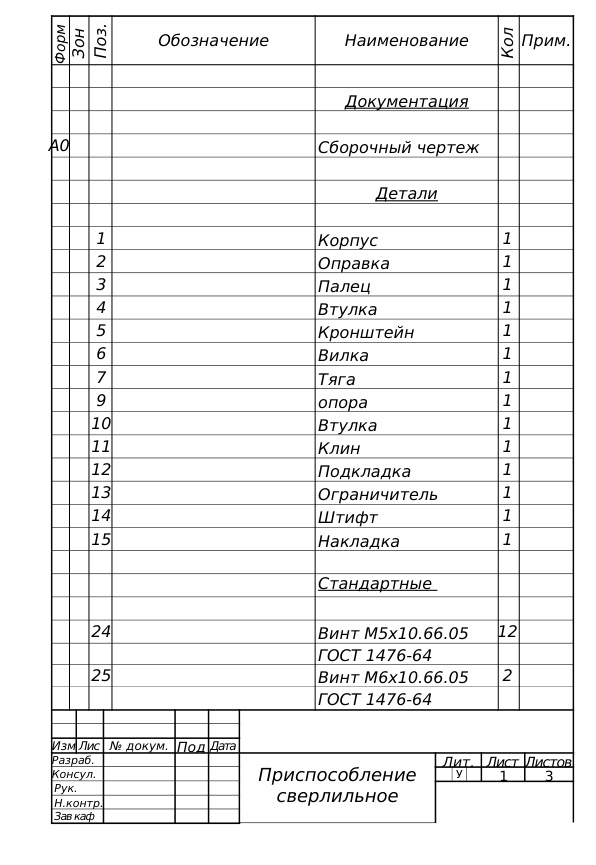 Форм Зон Поз. Обозначение Наименование Кол Прим.
Документация
А0 Сборочный чертеж
Детали
1 Корпус 1
2 Оправка 1
3 Палец 1
4 Втулка 1
5 Кронштейн 1
6 Вилка 1
7 Тяга 1
9 опора 1
10 Втулка 1
11 Клин 1
12 Подкладка 1
13 Ограничитель 1
14 Штифт 1
15 Накладка 1
Стандартные
24 Винт М5х10.66.05 12
ГОСТ 1476-64
25 Винт М6х10.66.05 2
ГОСТ 1476-64
Изм Лис № докум. Под Дата
Разраб.
Консул.
Рук.
Н.контр.
Зав каф
Приспособление
сверлильное
Лит. Лист Листов
У 1 3